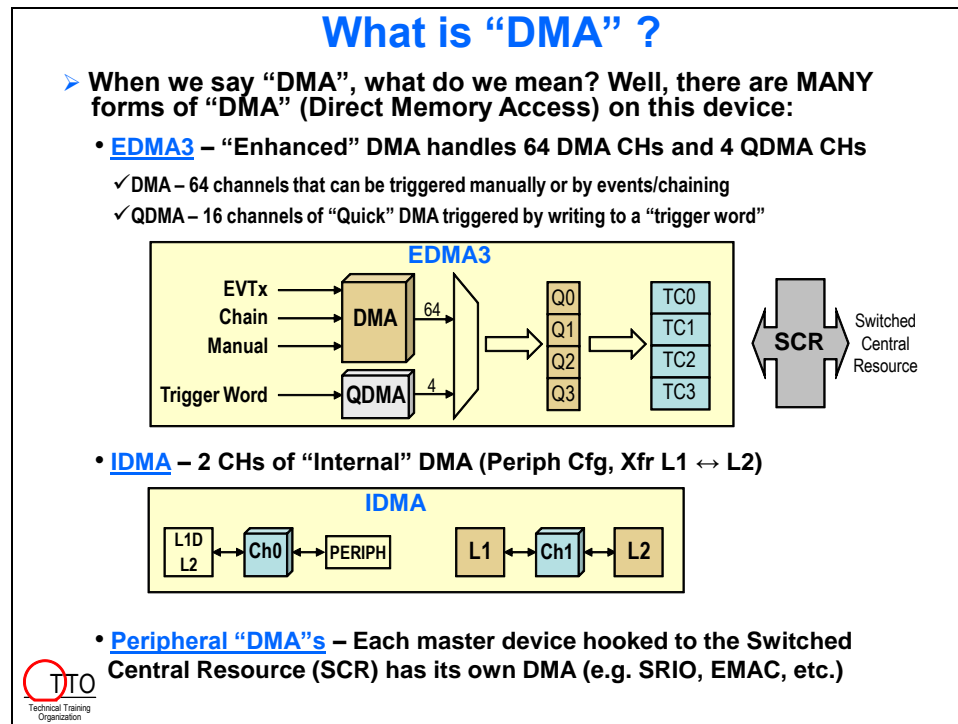 What is “DMA” ?
➢ When we say “DMA”, what do we mean? Well, there are MANY
forms of “DMA” (Direct Memory Access) on this device:
• EDMA3 – “Enhanced” DMA handles 64 DMA CHs and 4 QDMA CHs
✓DMA – 64 channels that can be triggered manually or by events/chaining
✓QDMA – 16 channels of “Quick” DMA triggered by writing to a “trigger word”
EDMA3
EVTx
Chain
Manual
DMA
64
Trigger Word
QDMA
4
Q0
Q1
Q2
Q3
TC0
TC1
TC2
TC3
SCR
Switched
Central
Resource
• IDMA – 2 CHs of “Internal” DMA (Periph Cfg, Xfr L1 ↔ L2)
IDMA
L1D
L2
Ch0
PERIPH
L1
Ch1
L2
• Peripheral “DMA”s – Each master device hooked to the Switched
Central Resource (SCR) has its own DMA (e.g. SRIO, EMAC, etc.)
TTO
Technical Training
Organization